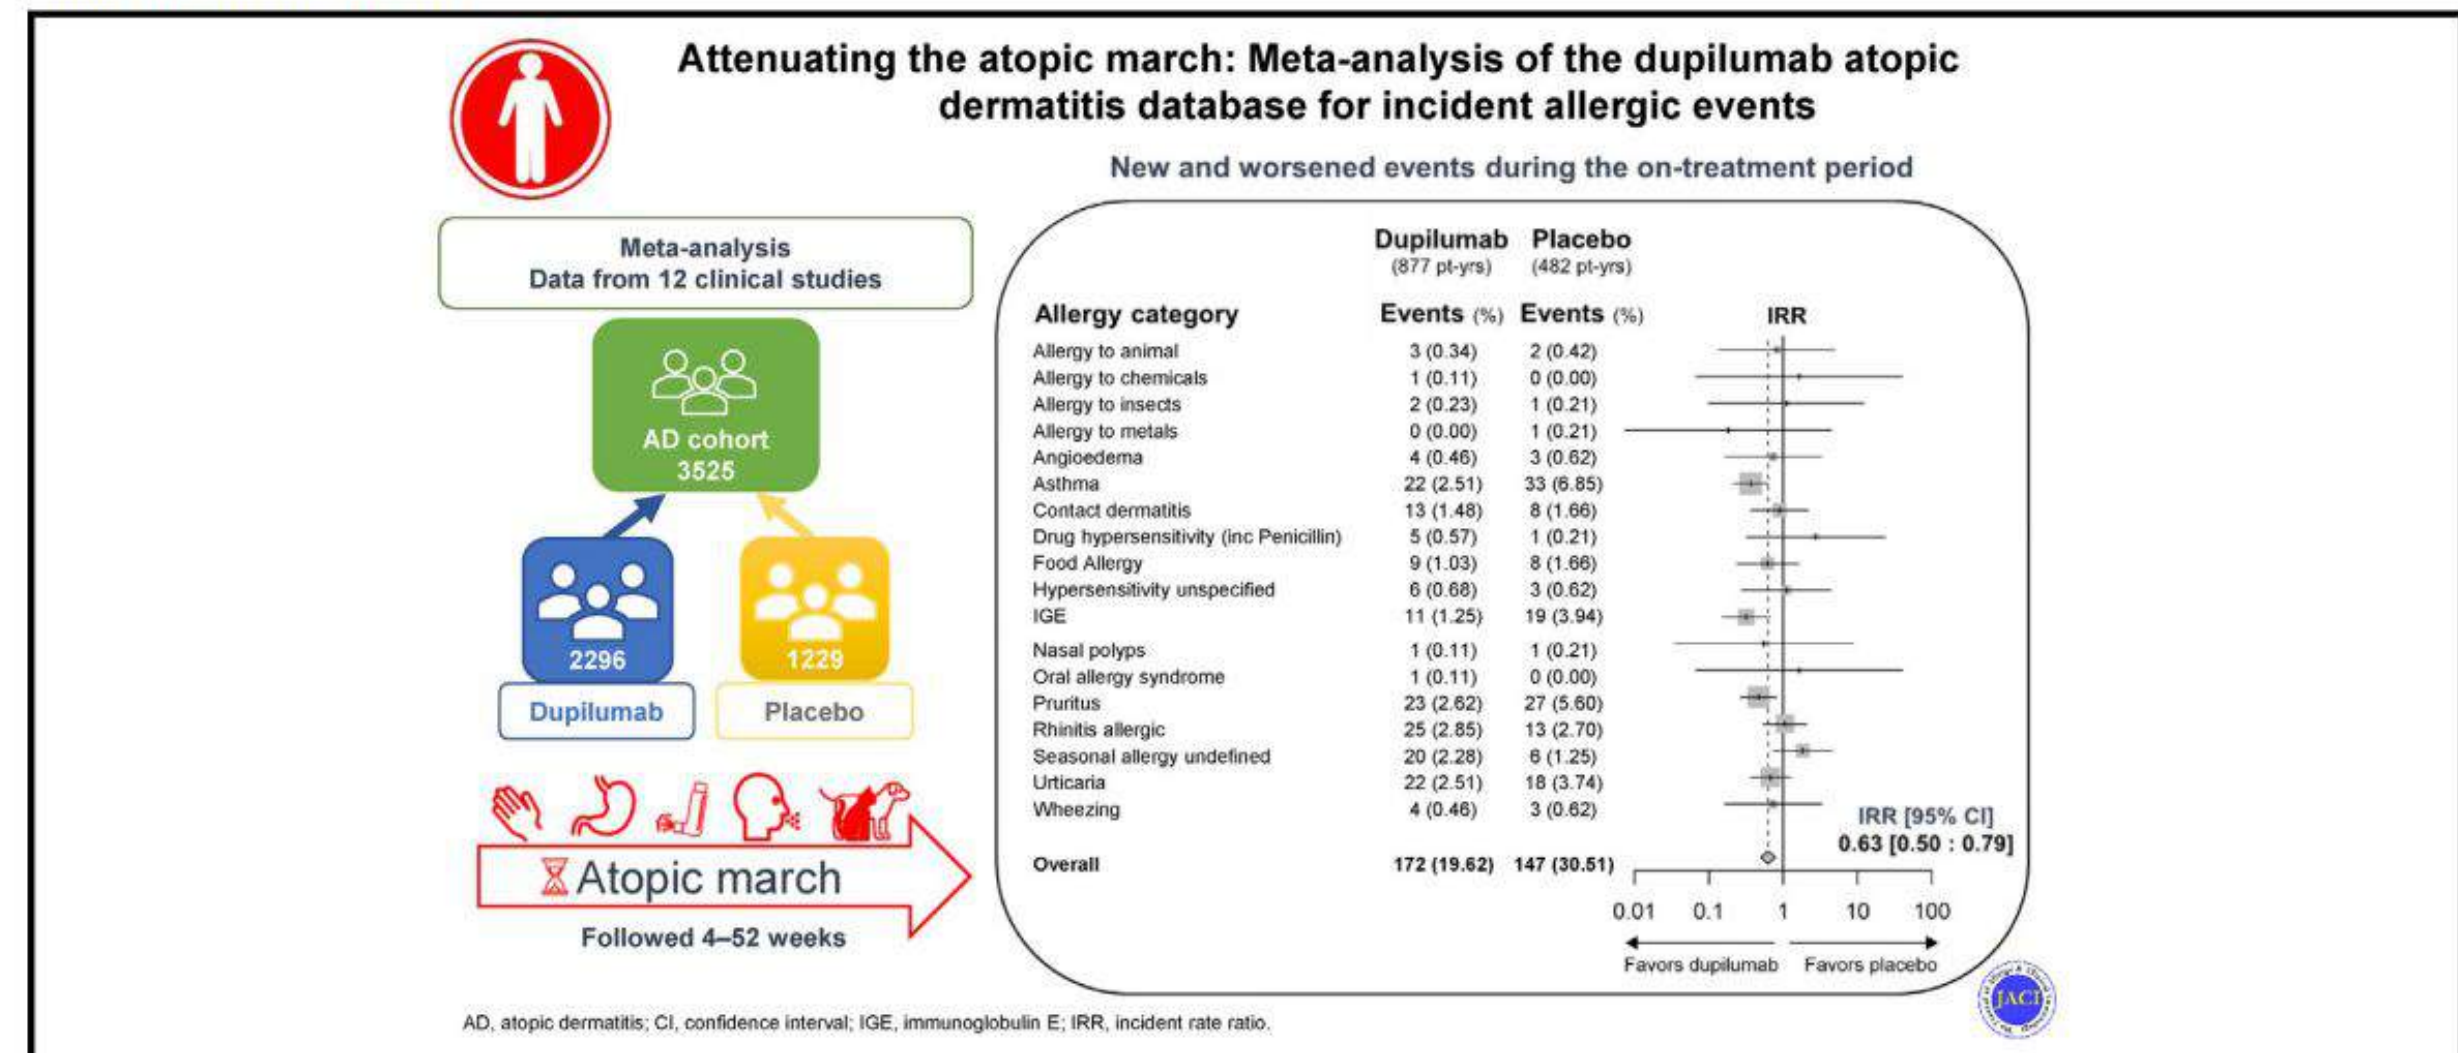 Attenuating the atopic march: Meta-analysis of the dupilumab atopic
dermatitis database for incident allergic events
New and worsened events during the on-treatment period
Meta-analysis
Data from 12 clinical studies
AD cohort
3525
2296
1229
Dupilumab
Placebo
Atopic march
Followed 4–52 weeks
Dupilumab Placebo
(877 pt-yrs) (482 pt-yrs)
Allergy category Events (%) Events (%) IRR
Allergy to animal 3 (0.34) 2 (0.42)
Allergy to chemicals 1 (0.11) 0 (0.00)
Allergy to insects 2 (0.23) 1 (0.21)
Allergy to metals 0 (0.00) 1 (0.21)
Angioedema 4 (0.46) 3 (0.62)
Asthma 22 (2.51) 33 (6.85)
Contact dermatitis 13 (1.48) 8 (1.66)
Drug hypersensitivity (inc Penicillin) 5 (0.57) 1 (0.21)
Food Allergy 9 (1.03) 8 (1.66)
Hypersensitivity unspecified 6 (0.68) 3 (0.62)
IGE 11 (1.25) 19 (3.94)
Nasal polyps 1 (0.11) 1 (0.21)
Oral allergy syndrome 1 (0.11) 0 (0.00)
Pruritus 23 (2.62) 27 (5.60)
Rhinitis allergic 25 (2.85) 13 (2.70)
Seasonal allergy undefined 20 (2.28) 6 (1.25)
Urticaria 22 (2.51) 18 (3.74)
Wheezing 4 (0.46) 3 (0.62)
IRR [95% CI]
0.63 [0.50 : 0.79]
Overall 172 (19.62) 147 (30.51)
0.01 0.1 1 10 100
Favors dupilumab Favors placebo
JACI
AD, atopic dermatitis; CI, confidence interval; IGE, immunoglobulin E; IRR, incident rate ratio.